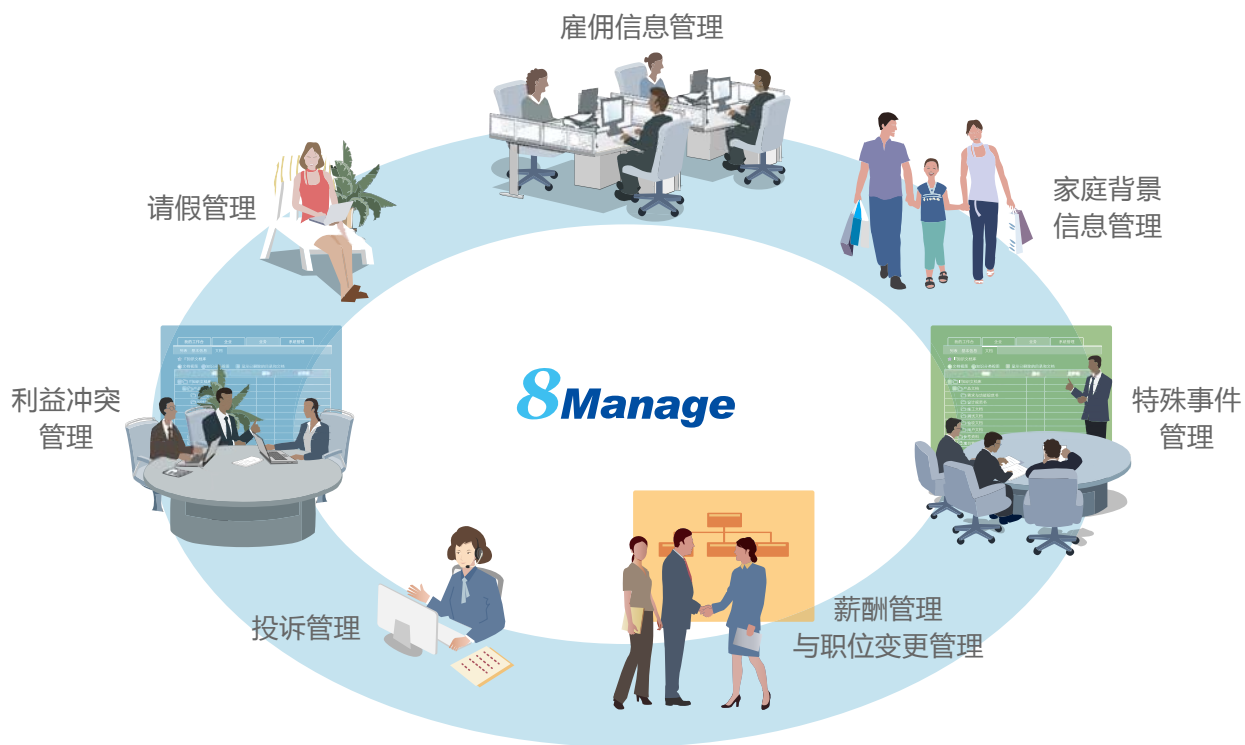 雇佣信息管理
请假管理
家庭背景
信息管理
利益冲突
管理
8Manage
特殊事件
管理
投诉管理
薪酬管理
与职位变更管理